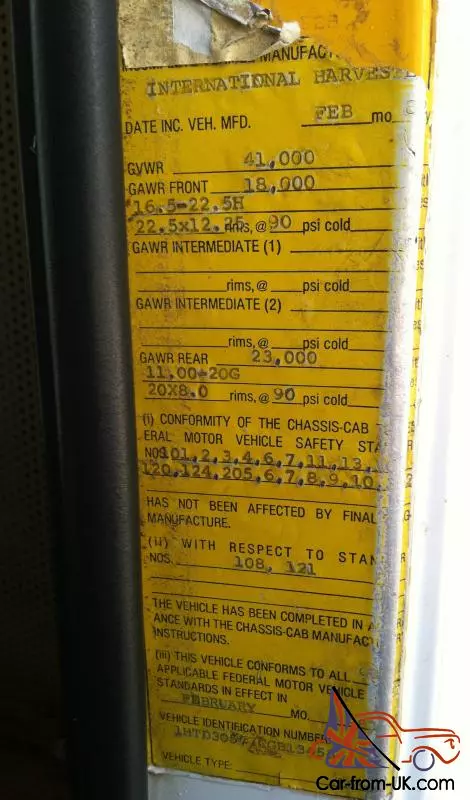 MANUFAC
INTERNATIONAL HARVESTE
DATE INC. VEH. MFD. FEB mo
GVWR 41,000
GAWR FRONT 18,000
16.5-22.5H
22.5x12.25 rims,@ 90 psi cold
GAWR INTERMEDIATE (1)
rims,@ psi cold
GAWR INTERMEDIATE (2)
rims,@ psi cold
GAWR REAR 23,000
11.00-20G
20X8.0 rims,@ 90 psi cold
(i) CONFORMITY OF THE CHASSIS-CAB
ERAL MOTOR VEHICLE SAFETY STA
NOS 101,2,3,4,6,7,11,13,
120,124,205,6,7,8,9,10,
HAS NOT BEEN AFFECTED BY FINAL
MANUFACTURE.
(ii) WITH RESPECT TO STAN
NOS. 108, 121
THE VEHICLE HAS BEEN COMPLETED IN A
ANCE WITH THE CHASSIS-CAB MANUFAC
INSTRUCTIONS.
(iii) THIS VEHICLE CONFORMS TO ALL
APPLICABLE FEDERAL MOTOR VEHICLE
STANDARDS IN EFFECT IN
FEBRUARY MO.
VEHICLE IDENTIFICATION NUMBER
VEHICLE TYPE:
Car-from-UK.com